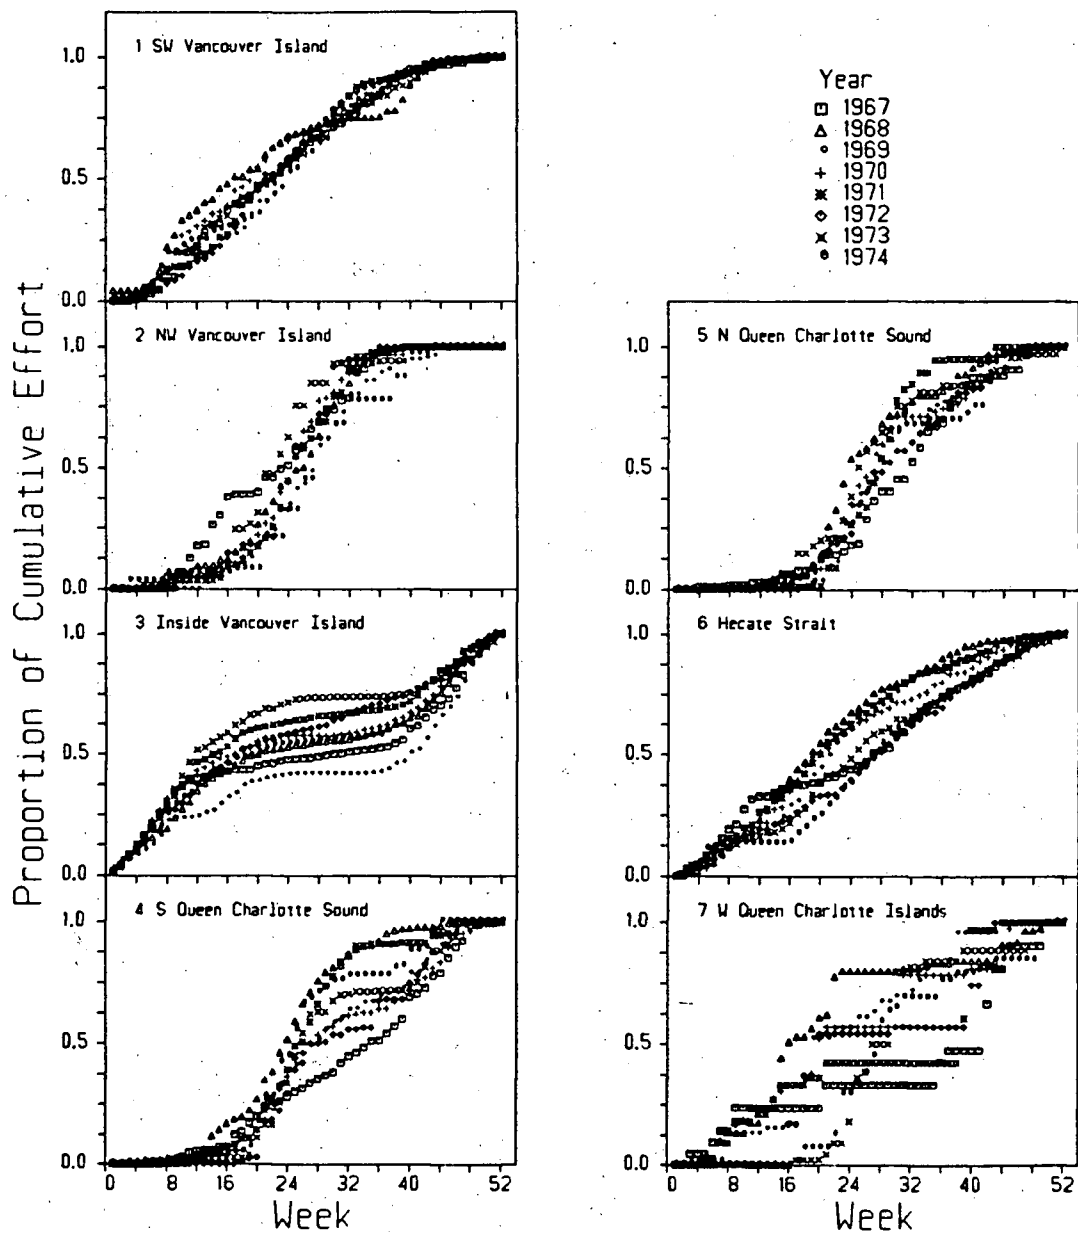 1 SW Vancouver Island
1.0
0.5
0.0
Year
1967
1968
1969
1970
1971
1972
1973
1974
2 NW Vancouver Island
1.0
0.5
0.0
5 N Queen Charlotte Sound
1.0
0.5
0.0
3 Inside Vancouver Island
1.0
0.5
0.0
6 Hecate Strait
1.0
0.5
0.0
4 S Queen Charlotte Sound
1.0
0.5
0.0
0 8 16 24 32 40 52
Week
7 W Queen Charlotte Islands
1.0
0.5
0.0
0 8 16 24 32 40 52
Week
Proportion of Cumulative Effort